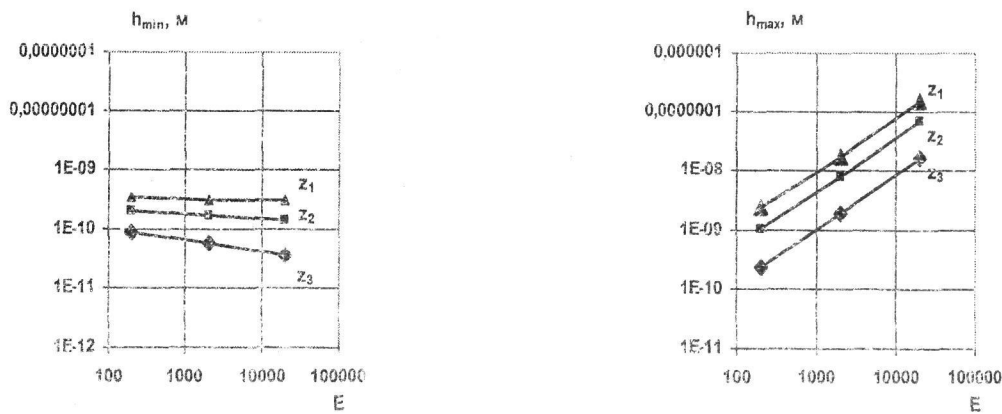 h_min, м
0,0000001
0,00000001
1E-09
1E-10
1E-11
1E-12
100 1000 10000 100000
E
z₁
z₂
z₃
h_max, м
0,000001
0,0000001
1E-08
1E-09
1E-10
1E-11
100 1000 10000 100000
E
z₁
z₂
z₃